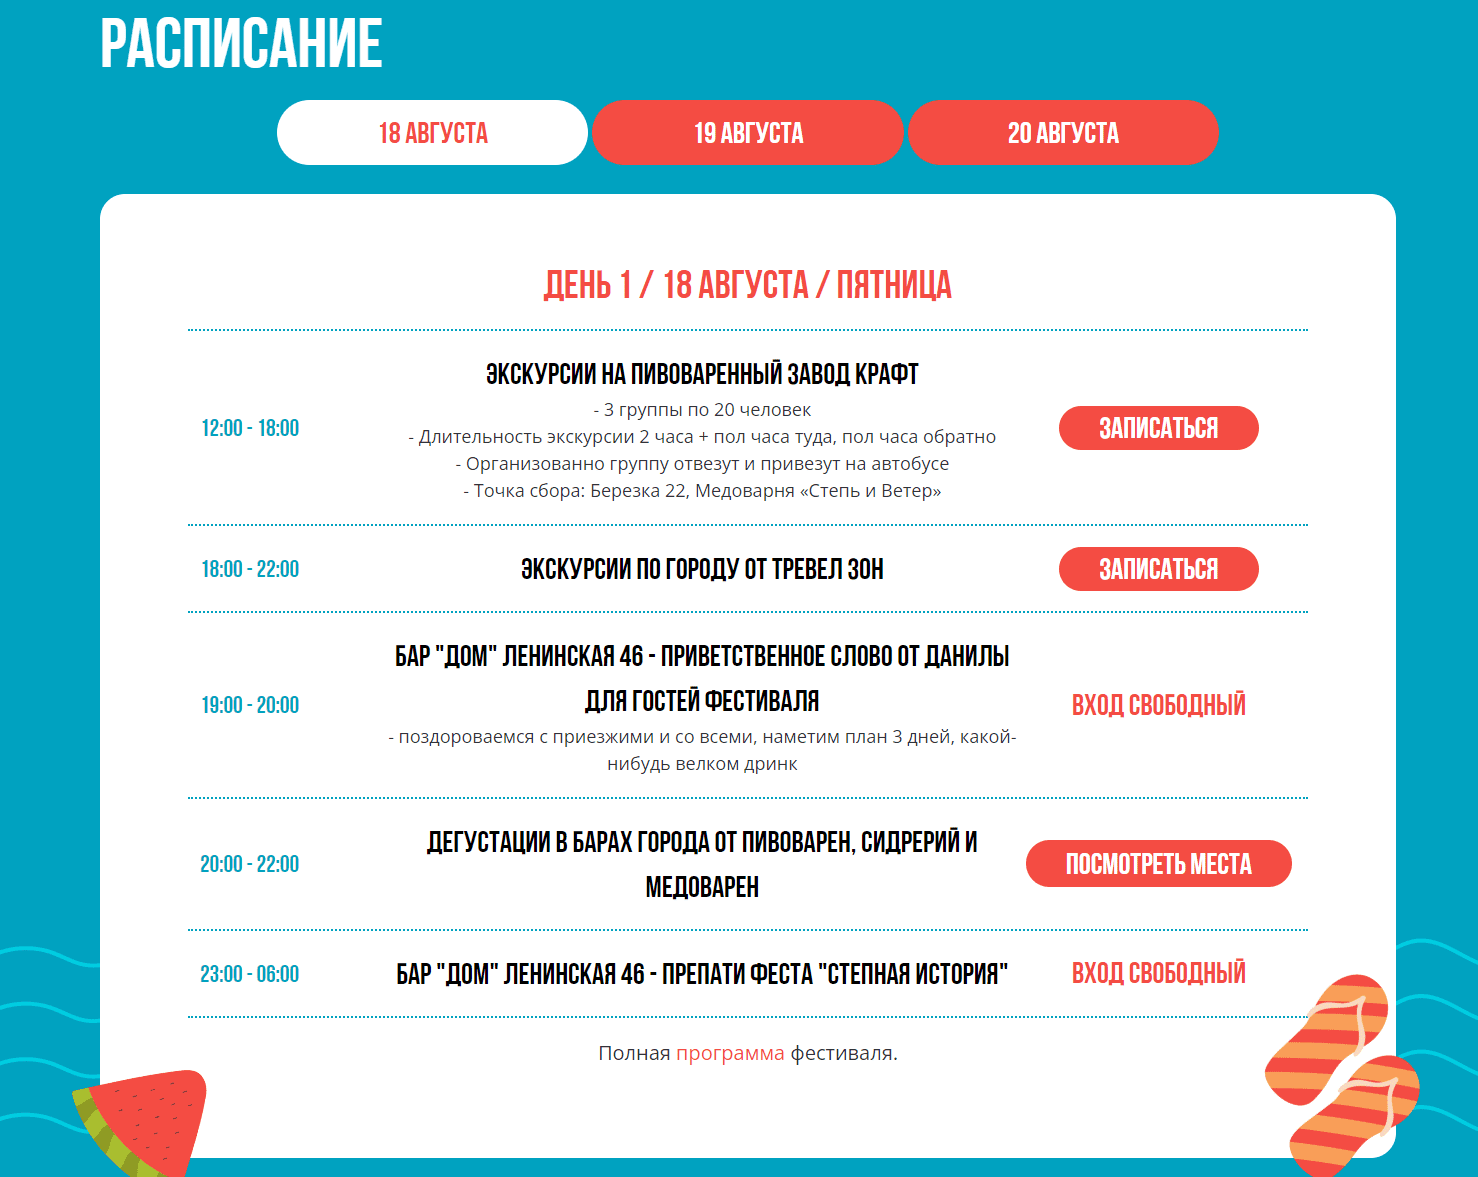 РАСПИСАНИЕ
18 АВГУСТА
19 АВГУСТА
20 АВГУСТА
ДЕНЬ 1 / 18 АВГУСТА / ПЯТНИЦА
12:00 - 18:00
ЭКСКУРСИИ НА ПИВОВАРЕННЫЙ ЗАВОД КРАФТ
- 3 группы по 20 человек
- Длительность экскурсии 2 часа + пол часа туда, пол часа обратно
- Организованно группу отвезут и привезут на автобусе
- Точка сбора: Березка 22, Медоварня «Степь и Ветер»
ЗАПИСАТЬСЯ
18:00 - 22:00
ЭКСКУРСИИ ПО ГОРОДУ ОТ ТРЕВЕЛ ЗОН
ЗАПИСАТЬСЯ
19:00 - 20:00
БАР "ДОМ" ЛЕНИНСКАЯ 46 - ПРИВЕТСТВЕННОЕ СЛОВО ОТ ДАНИЛЫ
ДЛЯ ГОСТЕЙ ФЕСТИВАЛЯ
- поздороваемся с приезжими и со всеми, наметим план 3 дней, какой-
нибудь велком дринк
ВХОД СВОБОДНЫЙ
20:00 - 22:00
ДЕГУСТАЦИИ В БАРАХ ГОРОДА ОТ ПИВОВАРЕН, СИДРЕРИЙ И
МЕДОВАРЕН
ПОСМОТРЕТЬ МЕСТА
23:00 - 06:00
БАР "ДОМ" ЛЕНИНСКАЯ 46 - ПРЕПАТИ ФЕСТА "СТЕПНАЯ ИСТОРИЯ"
ВХОД СВОБОДНЫЙ
Полная программа фестиваля.